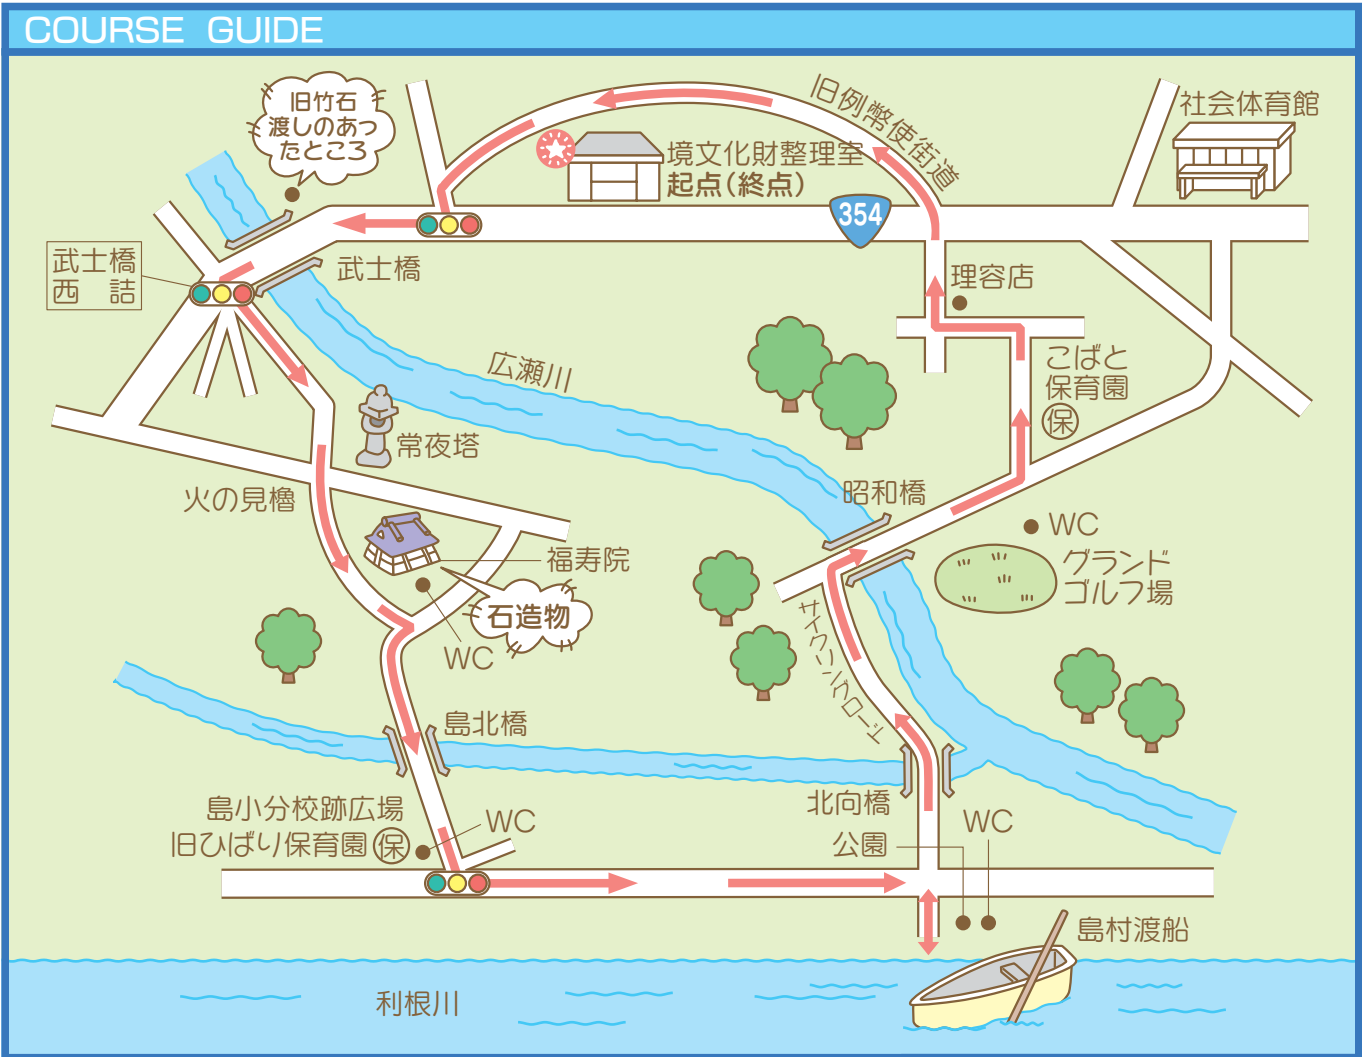 COURSE GUIDE
旧竹石
渡しのあっ
たところ
旧例幣使街道
社会体育館
境文化財整理室
起点(終点)
354
武士橋
西 詰
武士橋
理容店
広瀬川
こばと
保育園
保
常夜塔
火の見櫓
昭和橋
WC
グランド
ゴルフ場
福寿院
石造物
WC
サイクリングロード
島北橋
島小分校跡広場
旧ひばり保育園
保
WC
北向橋
公園
WC
島村渡船
利根川